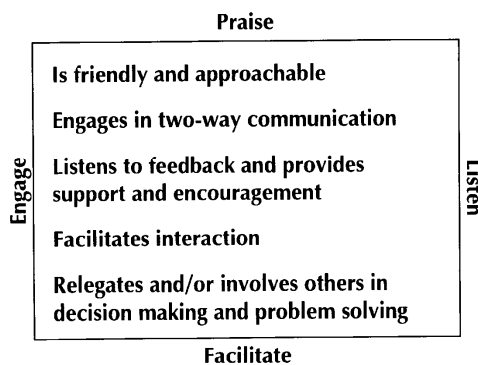 Praise
Is friendly and approachable
Engages in two-way communication
Listens to feedback and provides
support and encouragement
Facilitates interaction
Relegates and/or involves others in
decision making and problem solving
Engage
Listen
Facilitate